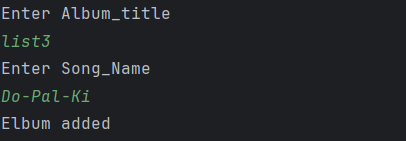 Enter Album_title
list3
Enter Song_Name
Do-Pal-Ki
Elbum added